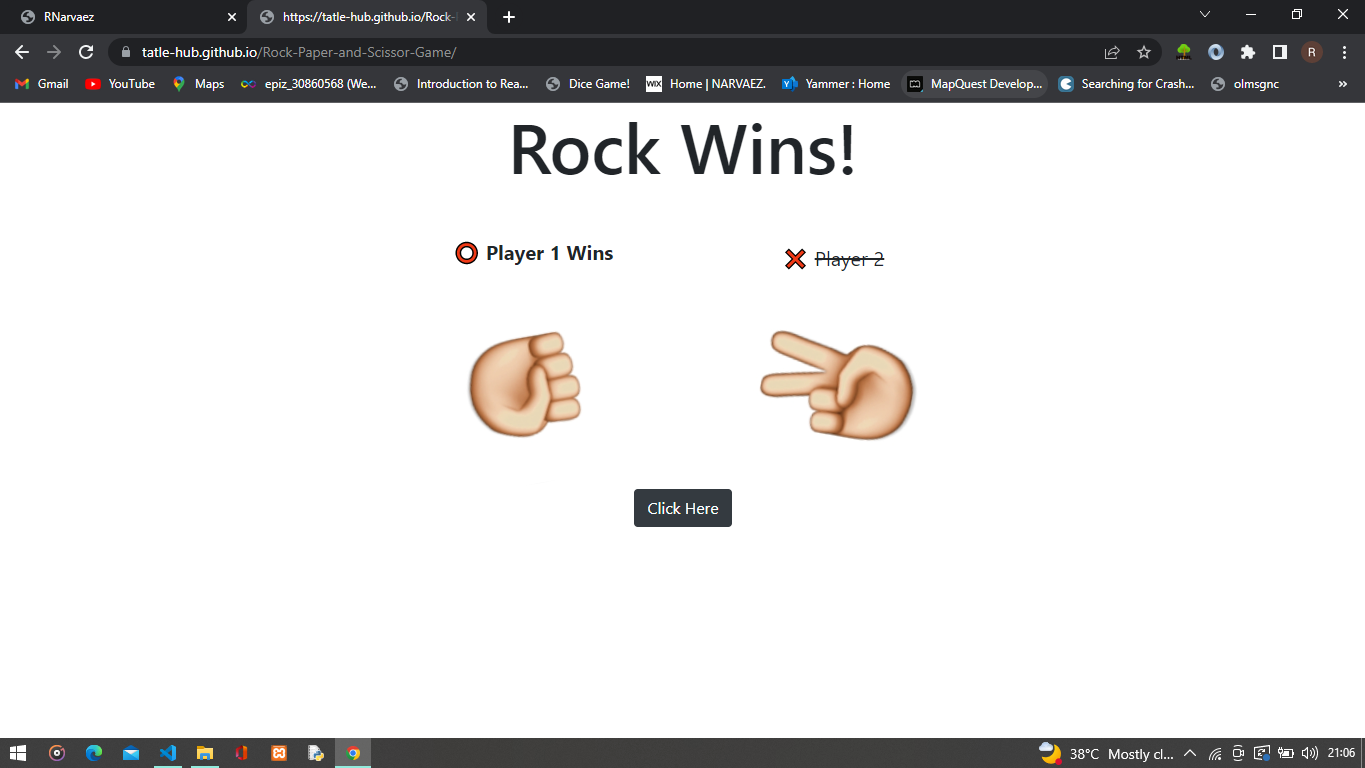 RNarvaez
https://tatle-hub.github.io/Rock-
tatle-hub.github.io/Rock-Paper-and-Scissor-Game/
R
Gmail YouTube Maps epiz_30860568 (We... Introduction to Rea... Dice Game! WiX Home | NARVAEZ. Yammer : Home MapQuest Develop... Searching for Crash... olmsgnc »
Rock Wins!
Player 1 Wins
Player 2
Click Here
38°C Mostly cl... 21:06